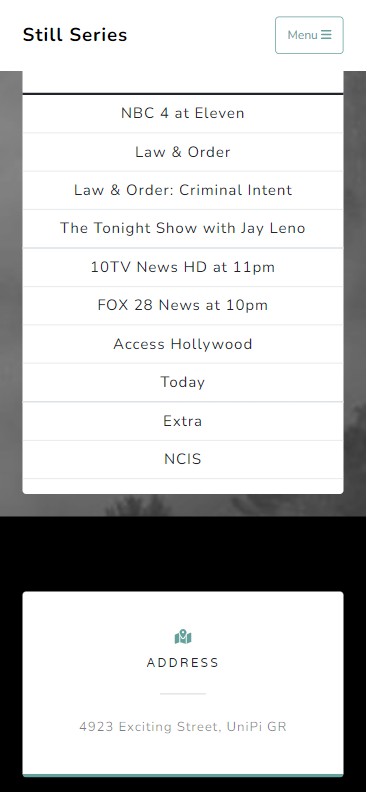 Still Series
Menu
NBC 4 at Eleven
Law & Order
Law & Order: Criminal Intent
The Tonight Show with Jay Leno
10TV News HD at 11pm
FOX 28 News at 10pm
Access Hollywood
Today
Extra
NCIS
ADDRESS
4923 Exciting Street, UniPi GR